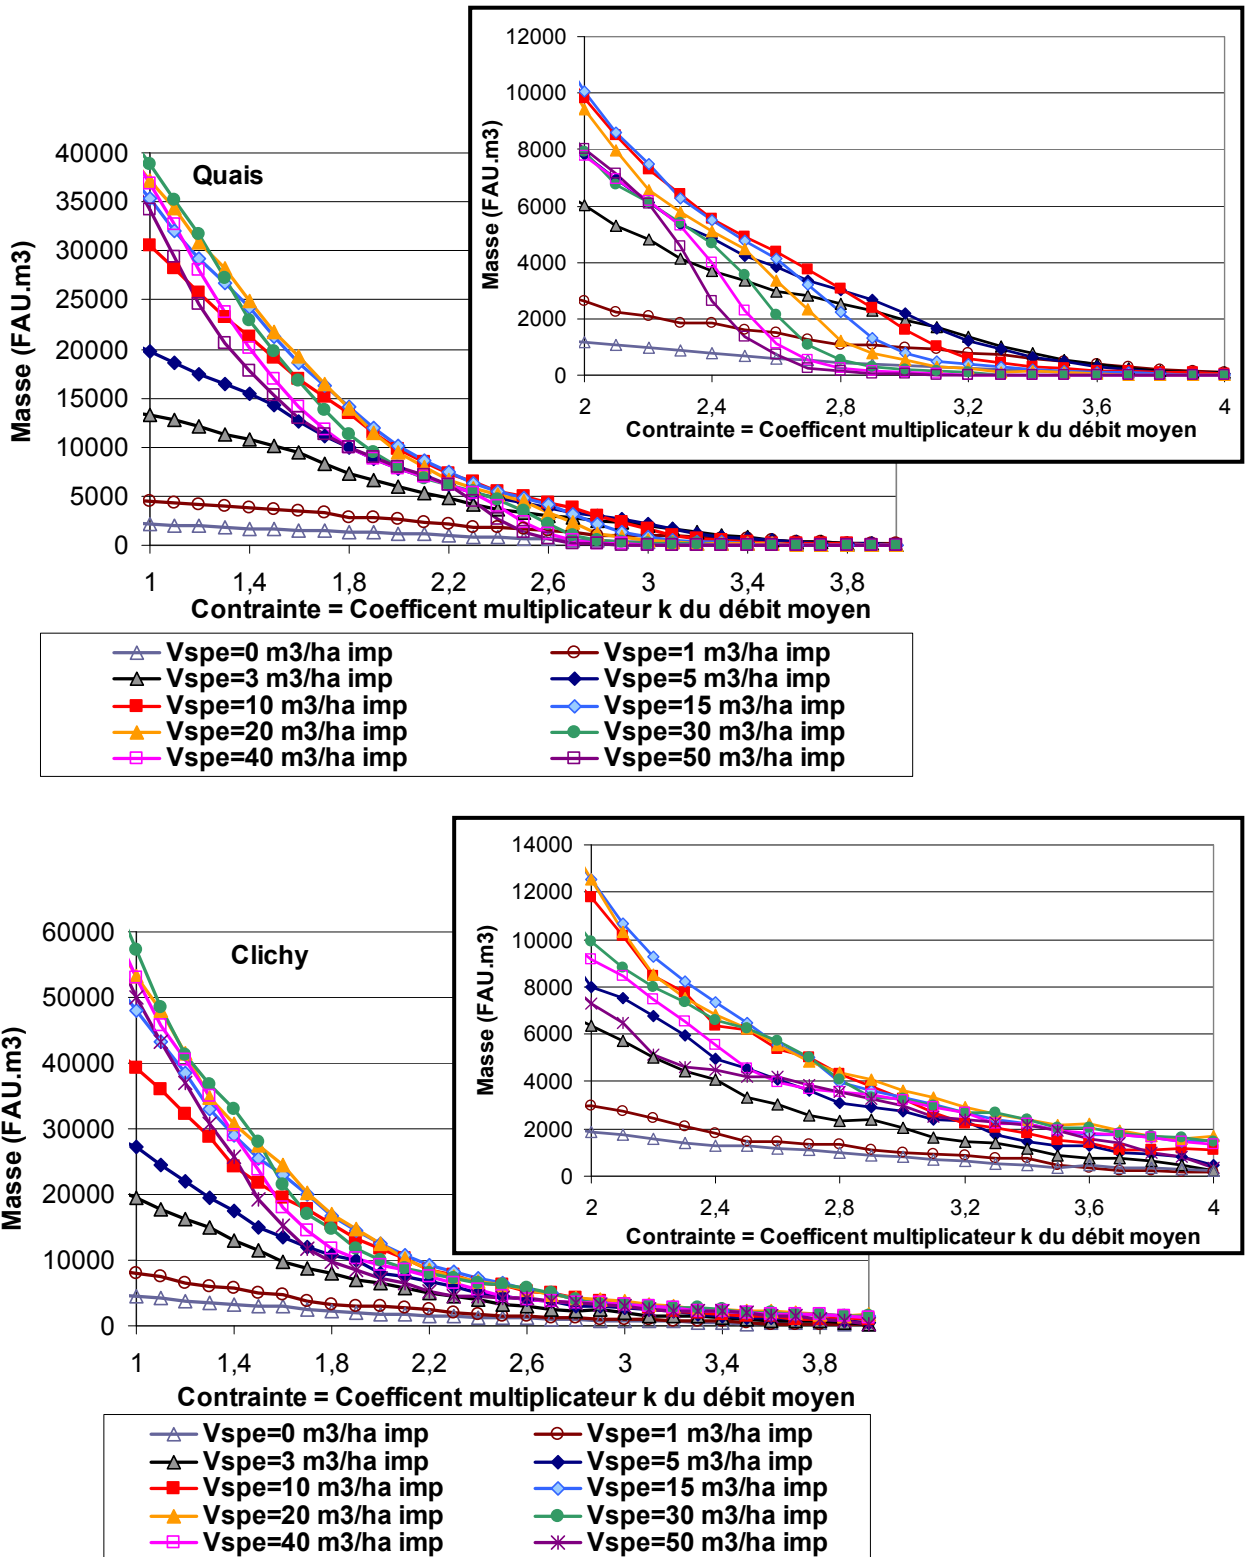 12000
10000
8000
6000
4000
2000
0
Masse (FAU.m3)
2 2,4 2,8 3,2 3,6 4
Contrainte = Coefficent multiplicateur k du débit moyen
Quais
40000
35000
30000
25000
20000
15000
10000
5000
0
Masse (FAU.m3)
1 1,4 1,8 2,2 2,6 3 3,4 3,8
Contrainte = Coefficent multiplicateur k du débit moyen
Vspe=0 m3/ha imp Vspe=1 m3/ha imp
Vspe=3 m3/ha imp Vspe=5 m3/ha imp
Vspe=10 m3/ha imp Vspe=15 m3/ha imp
Vspe=20 m3/ha imp Vspe=30 m3/ha imp
Vspe=40 m3/ha imp Vspe=50 m3/ha imp
14000
12000
10000
8000
6000
4000
2000
0
Masse (FAU.m3)
2 2,4 2,8 3,2 3,6 4
Contrainte = Coefficent multiplicateur k du débit moyen
Clichy
60000
50000
40000
30000
20000
10000
0
Masse (FAU.m3)
1 1,4 1,8 2,2 2,6 3 3,4 3,8
Contrainte = Coefficent multiplicateur k du débit moyen
Vspe=0 m3/ha imp Vspe=1 m3/ha imp
Vspe=3 m3/ha imp Vspe=5 m3/ha imp
Vspe=10 m3/ha imp Vspe=15 m3/ha imp
Vspe=20 m3/ha imp Vspe=30 m3/ha imp
Vspe=40 m3/ha imp Vspe=50 m3/ha imp